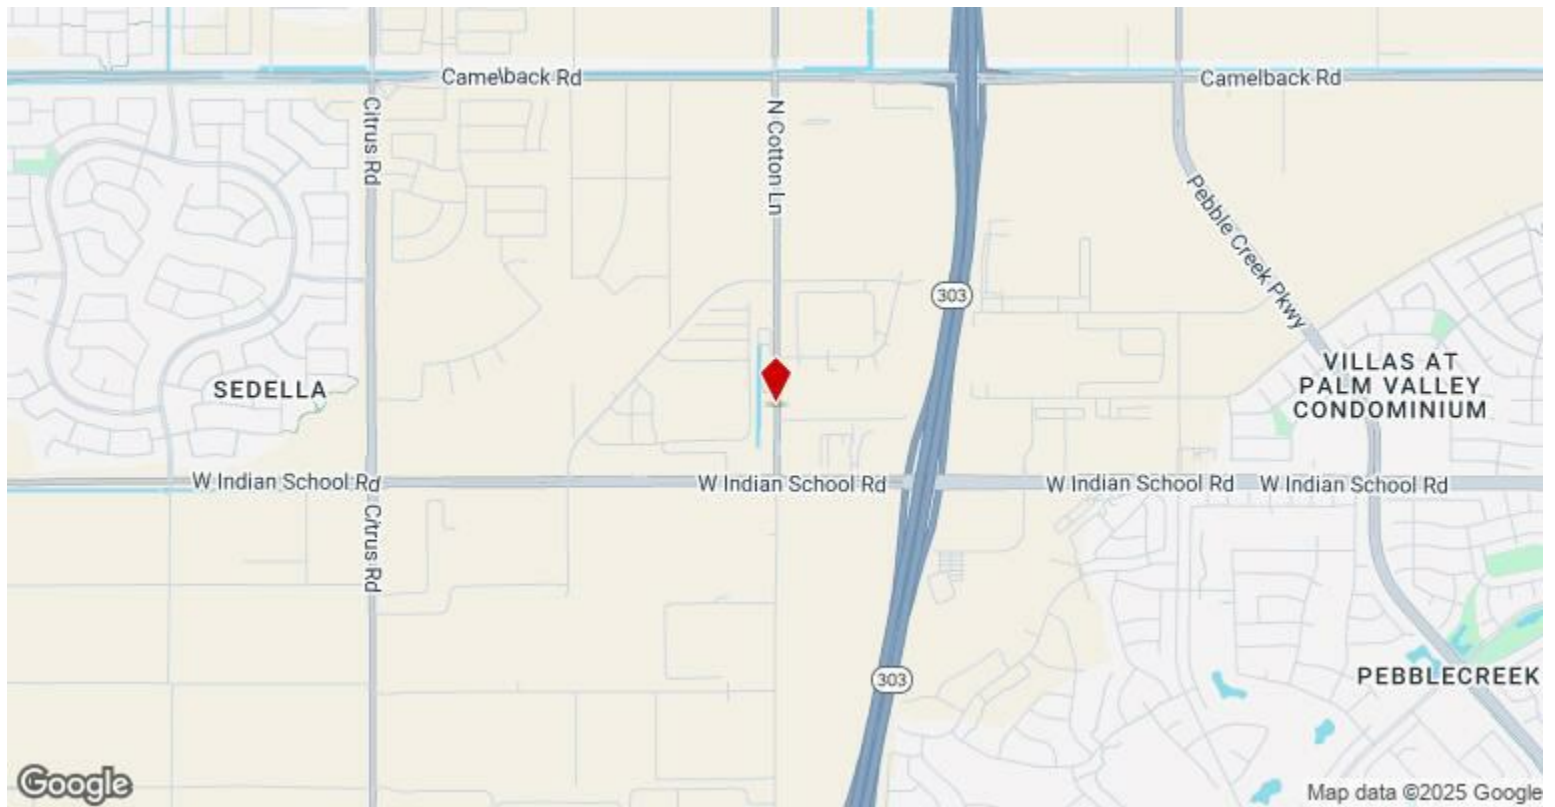 Camelback Rd
Camelback Rd
Citrus Rd
N Cotton Ln
Pebble Creek Pkwy
303
VILLAS AT
PALM VALLEY
CONDOMINIUM
SEDELLA
W Indian School Rd
W Indian School Rd
W Indian School Rd
W Indian School Rd
Citrus Rd
303
PEBBLECREEK
Google
Map data ©2025 Google